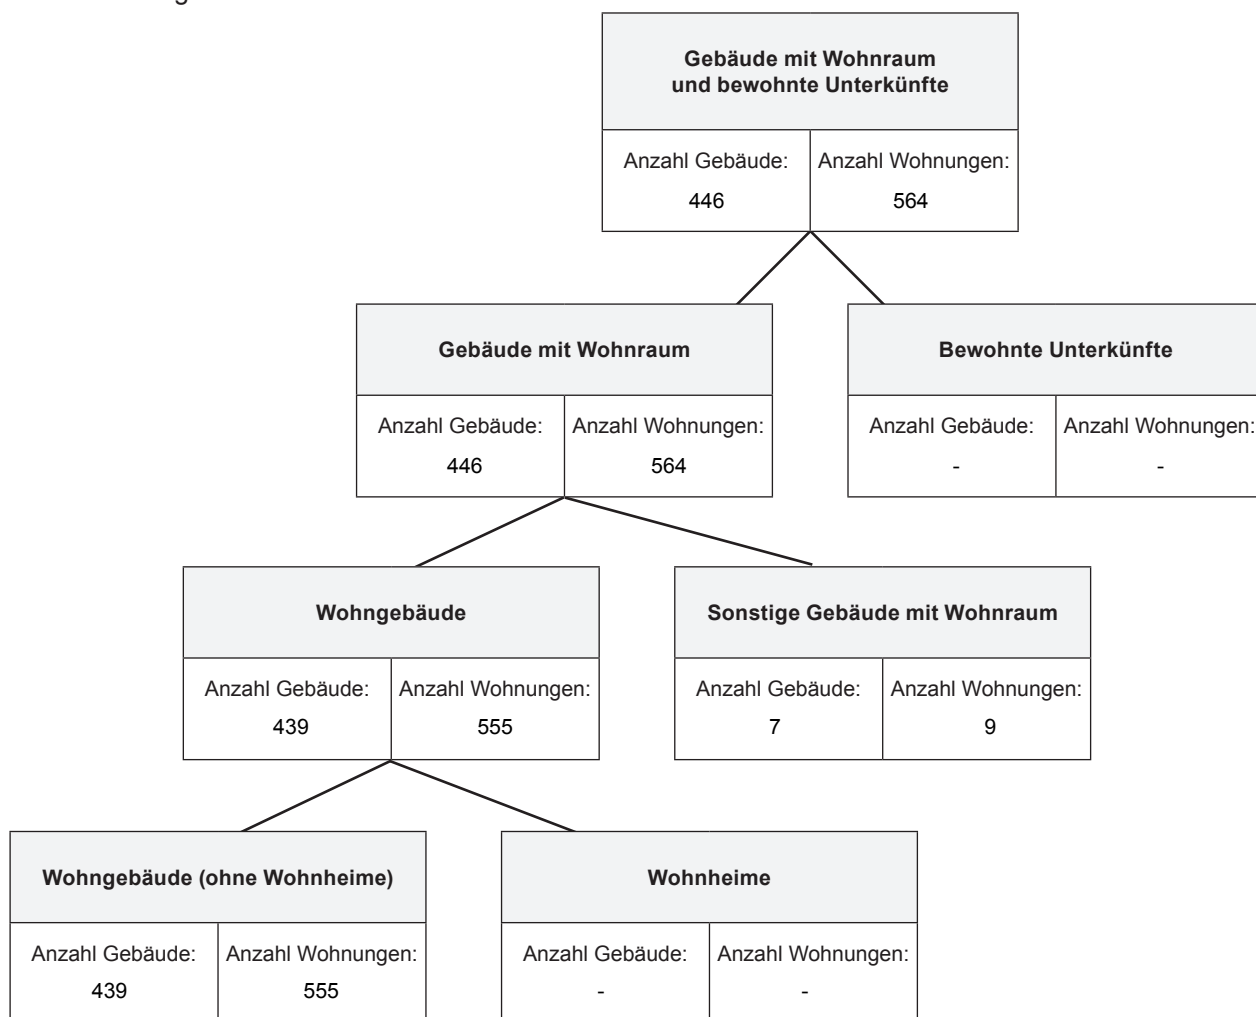 Gebäude mit Wohnraum
und bewohnte Unterkünfte
Anzahl Gebäude: Anzahl Wohnungen:
446 564
Gebäude mit Wohnraum
Anzahl Gebäude: Anzahl Wohnungen:
446 564
Bewohnte Unterkünfte
Anzahl Gebäude: Anzahl Wohnungen:
- -
Wohngebäude
Anzahl Gebäude: Anzahl Wohnungen:
439 555
Sonstige Gebäude mit Wohnraum
Anzahl Gebäude: Anzahl Wohnungen:
7 9
Wohngebäude (ohne Wohnheime)
Anzahl Gebäude: Anzahl Wohnungen:
439 555
Wohnheime
Anzahl Gebäude: Anzahl Wohnungen:
- -